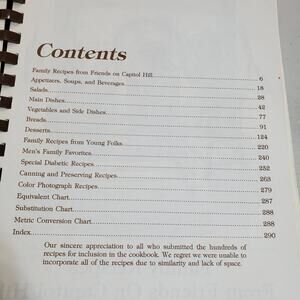 Contents
Family Recipes from Friends on Capitol Hill 6
Appetizers, Soups, and Beverages 18
Salads 28
Main Dishes 42
Vegetables and Side Dishes 77
Breads 91
Desserts 124
Family Recipes from Young Folks 220
Men's Family Favorites 240
Special Diabetic Recipes 252
Canning and Preserving Recipes 263
Color Photograph Recipes 279
Equivalent Chart 287
Substitution Chart 288
Metric Conversion Chart 288
Index 290
Our sincere appreciation to all who submitted the hundreds of
recipes for inclusion in the cookbook. We regret we were unable to
incorporate all of the recipes due to similarity and lack of space.